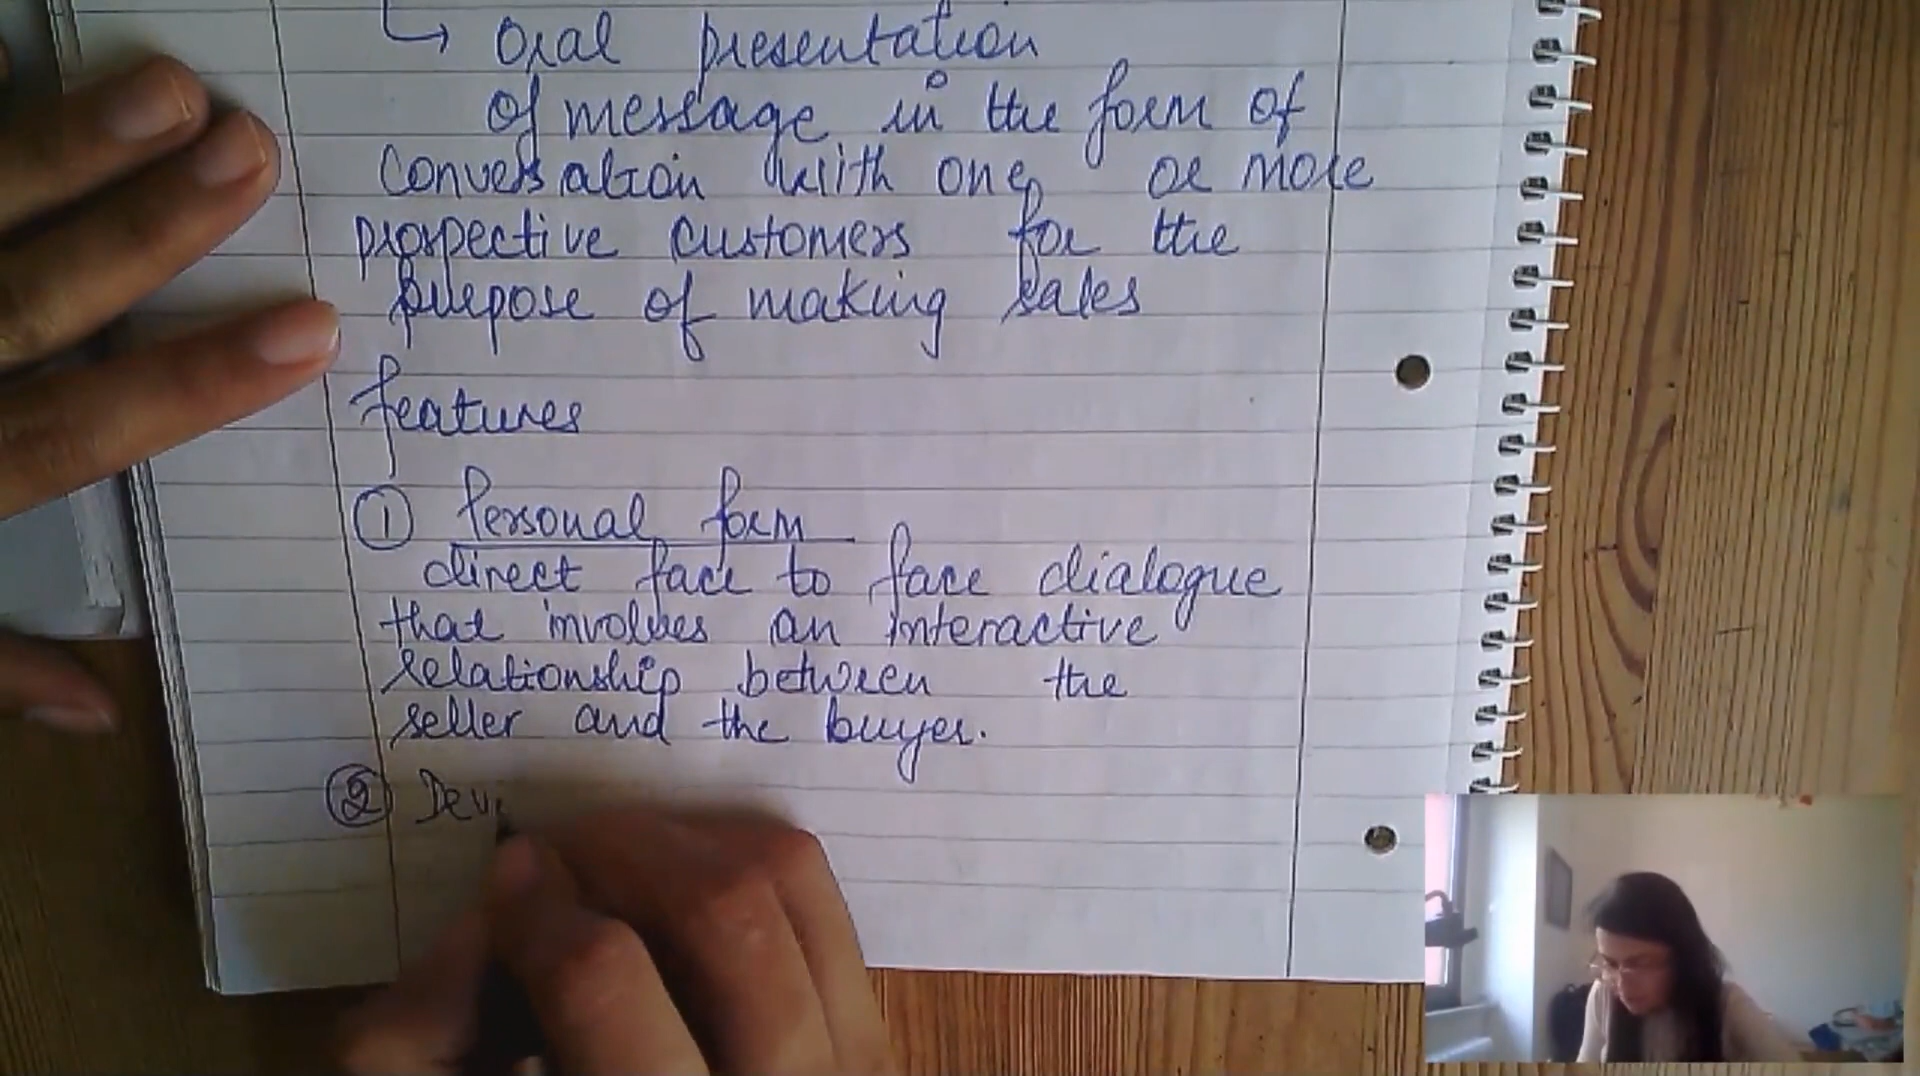 ↳ Oral presentation
of message in the form of
conversation with one or more
prospective customers for the
purpose of making sales
features
① Personal form
direct face to face dialogue
that involves an interactive
relationship between the
seller and the buyer.
② Deve